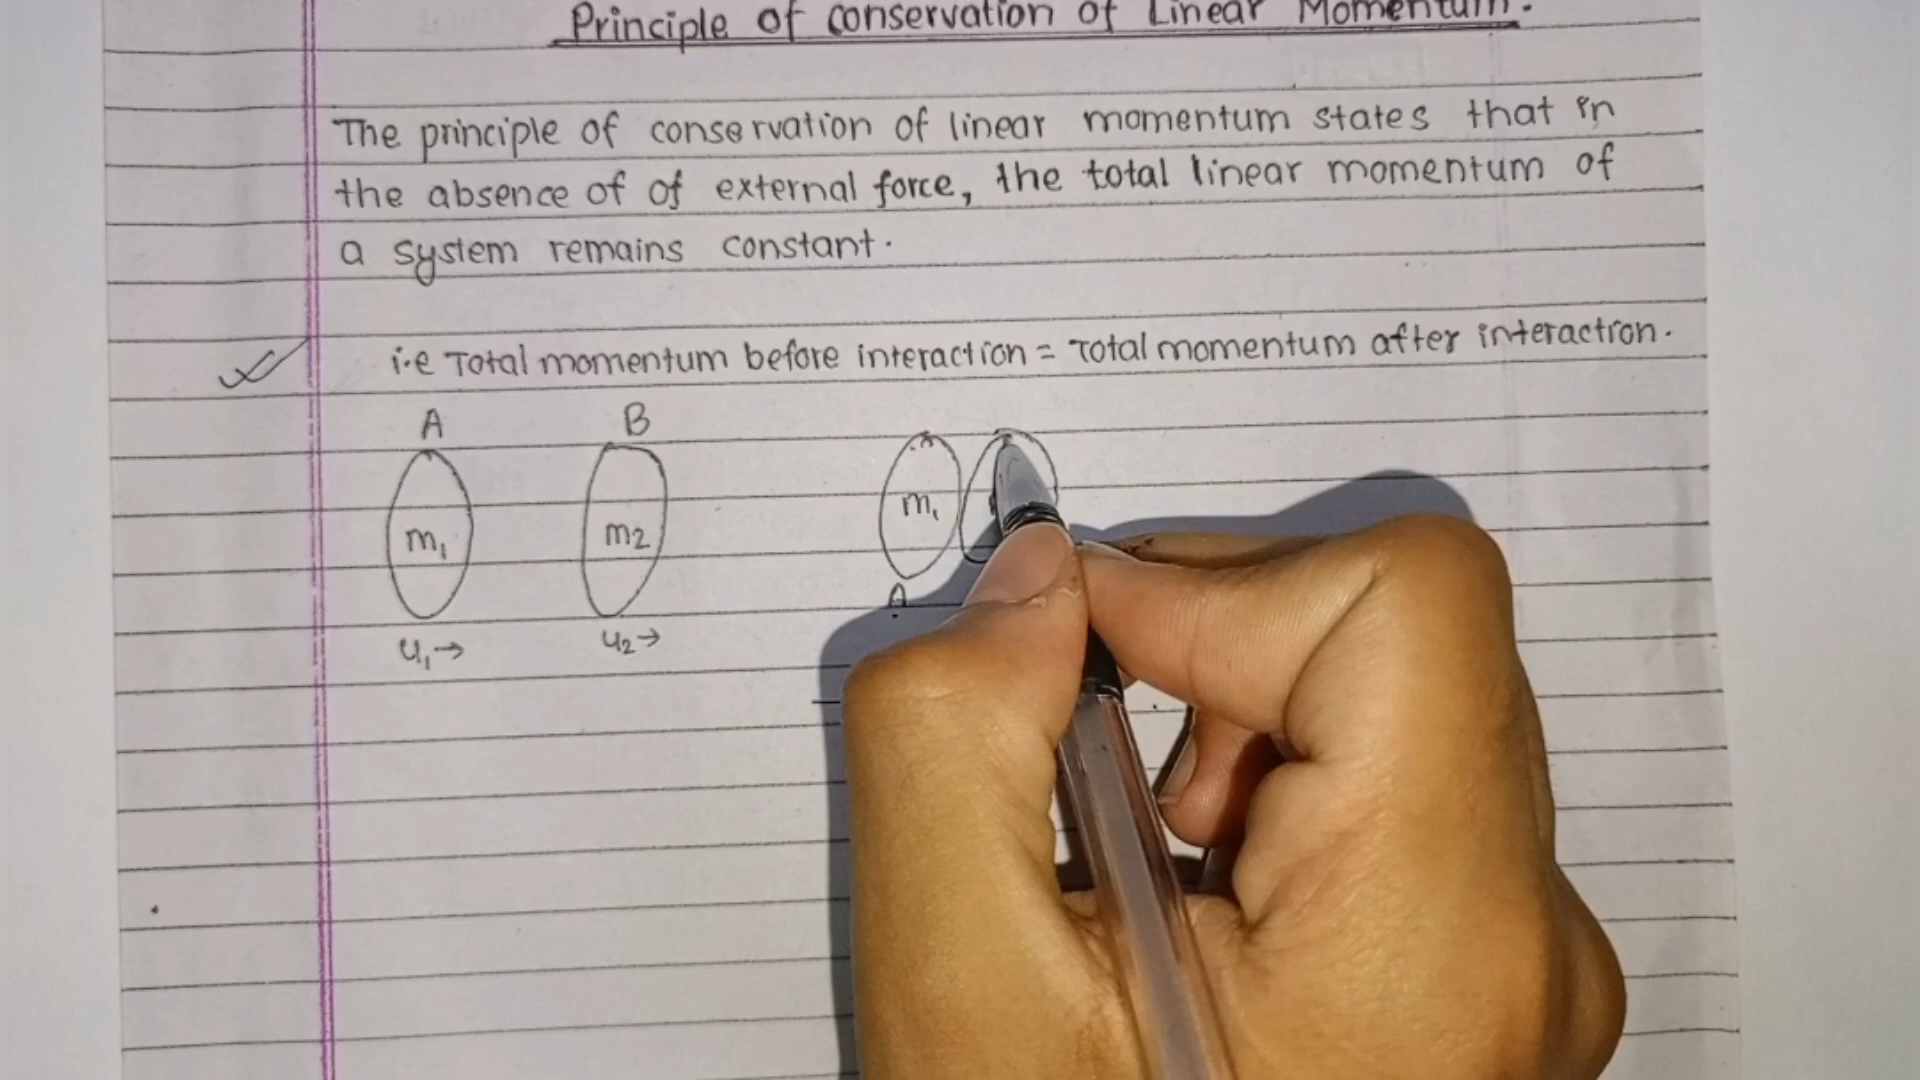 Principle of conservation of Linear Momentum.
The principle of conservation of linear momentum states that in
the absence of of external force, the total linear momentum of
a system remains constant.
i.e Total momentum before interaction = Total momentum after interaction.
A B
m₁ m2 m₁
A
u₁→ u2→